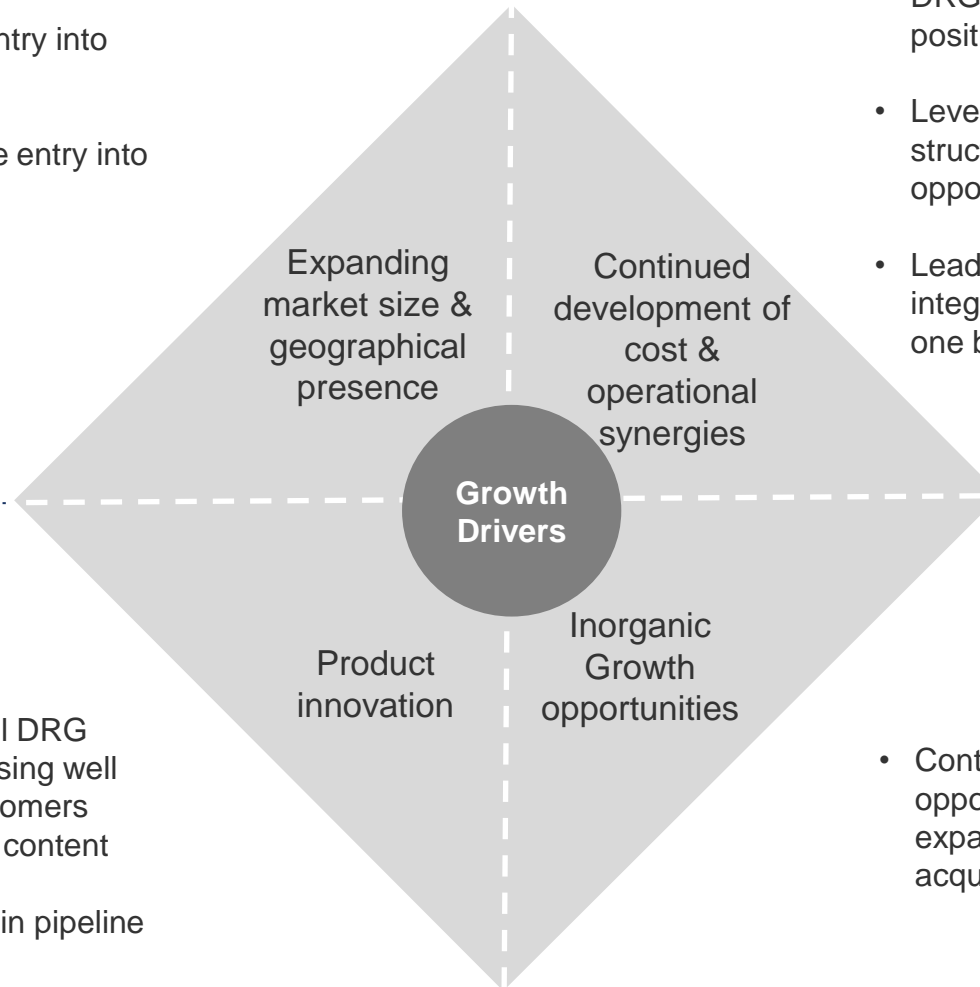 ntry into
e entry into
Expanding
market size &
geographical
presence
DRG
posit
• Leve
struc
oppo
• Lead
integ
one b
Continued
development of
cost &
operational
synergies
Growth
Drivers
Product
innovation
Inorganic
Growth
opportunities
l DRG
sing well
omers
content
in pipeline
• Cont
oppo
expa
acqu